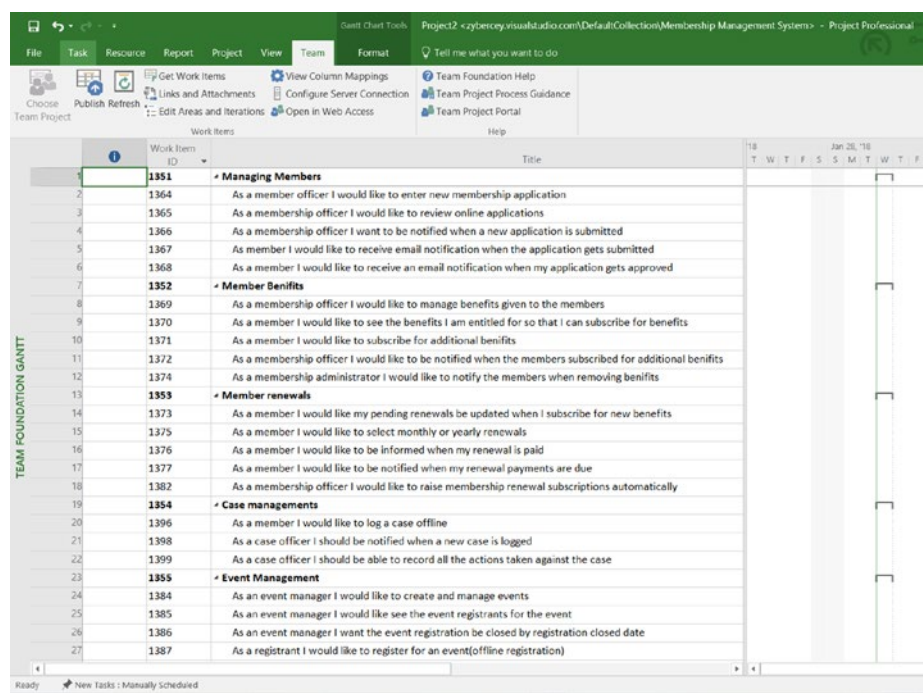 Gantt Chart Tools Project2 <zybercey.visualstudio.com\DefaultCollection\Membership Management System> - Project Professional
File Task Resource Report Project View Team Format Tell me what you want to do
Get Work Items View Column Mappings Team Foundation Help
Choose Team Project Publish Refresh Links and Attachments Configure Server Connection Team Project Process Guidance
Edit Areas and Iterations Open in Web Access Team Project Portal
Work Items Help
Work Item ID Title '18 Jan 28, '18
T W T F S S M T W T F
1 1351 Managing Members
2 1364 As a member officer I would like to enter new membership application
3 1365 As a membership officer I would like to review online applications
4 1366 As a membership officer I want to be notified when a new application is submitted
5 1367 As member I would like to receive email notification when the application gets submitted
6 1368 As a member I would like to receive an email notification when my application gets approved
7 1352 Member Benifits
8 1369 As a membership officer I would like to manage benefits given to the members
9 1370 As a member I would like to see the benefits I am entitled for so that I can subscribe for benefits
10 1371 As a member I would like to subscribe for additional benifits
11 1372 As a membership officer I would like to be notified when the members subscribed for additional benifits
12 1374 As a membership administrator I would like to notify the members when removing benifits
13 1353 Member renewals
14 1373 As a member I would like my pending renewals be updated when I subscribe for new benefits
15 1375 As a member I would like to select monthly or yearly renewals
16 1376 As a member I would like to be informed when my renewal is paid
17 1377 As a member I would like to be notified when my renewal payments are due
18 1382 As a membership officer I would like to raise membership renewal subscriptions automatically
19 1354 Case managements
20 1396 As a member I would like to log a case offline
21 1398 As a case officer I should be notified when a new case is logged
22 1399 As a case officer I should be able to record all the actions taken against the case
23 1355 Event Management
24 1384 As an event manager I would like to create and manage events
25 1385 As an event manager I would like see the event registrants for the event
26 1386 As an event manager I want the event registration be closed by registration closed date
27 1387 As a registrant I would like to register for an event(offline registration)
TEAM FOUNDATION GANTT
Ready New Tasks : Manually Scheduled